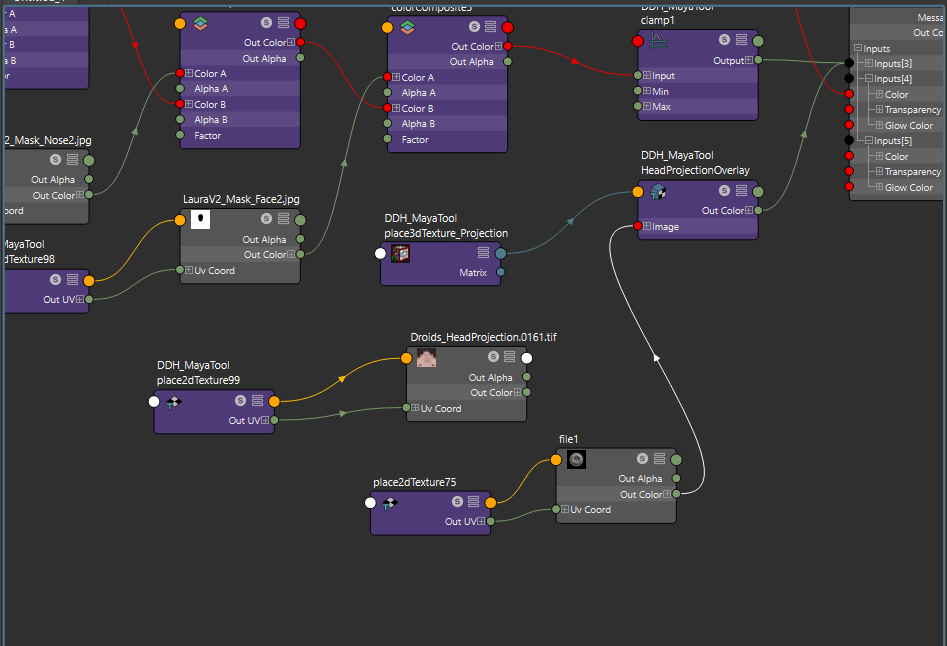 A
a A
B
a B
or
2_Mask_Nose2.jpg
Out Alpha
Out Color
oord
MayaTool
dTexture98
Out UV
Out Color
Out Alpha
Color A
Alpha A
Color B
Alpha B
Factor
LauraV2_Mask_Face2.jpg
Out Alpha
Out Color
Uv Coord
colorComposite5
Out Color
Out Alpha
Color A
Alpha A
Color B
Alpha B
Factor
DDH_MayaTool
place3dTexture_Projection
Matrix
DDH_MayaTool
clamp1
Output
Input
Min
Max
DDH_MayaTool
HeadProjectionOverlay
Out Color
Image
Messa
Out Co
Inputs
Inputs[3]
Inputs[4]
Color
Transparency
Glow Color
Inputs[5]
Color
Transparency
Glow Color
Droids_HeadProjection.0161.tif
Out Alpha
Out Color
Uv Coord
DDH_MayaTool
place2dTexture99
Out UV
file1
Out Alpha
Out Color
Uv Coord
place2dTexture75
Out UV